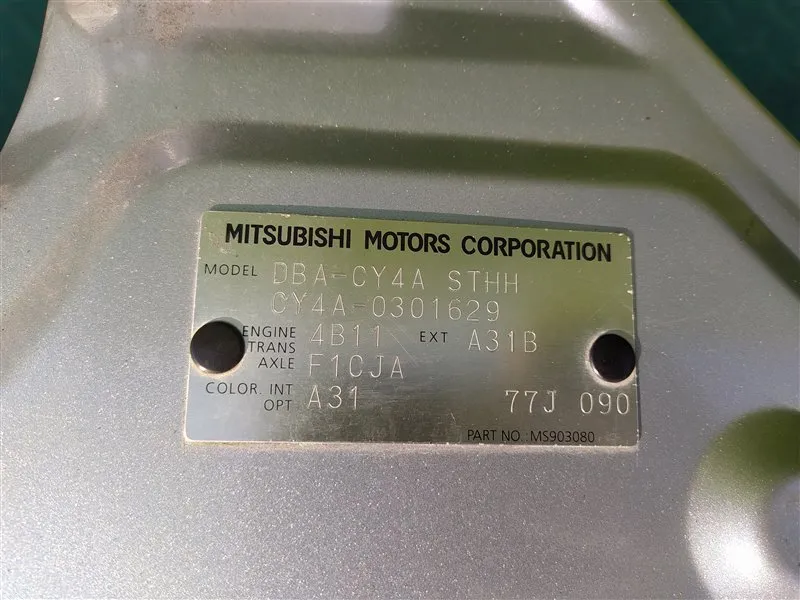 MITSUBISHI MOTORS CORPORATION
MODEL DBA-CY4A STHH
CY4A-0301629
ENGINE 4B11 EXT A31B
TRANS
AXLE F1CJA
COLOR. INT A31 77J 090
OPT
PART NO. MS903080